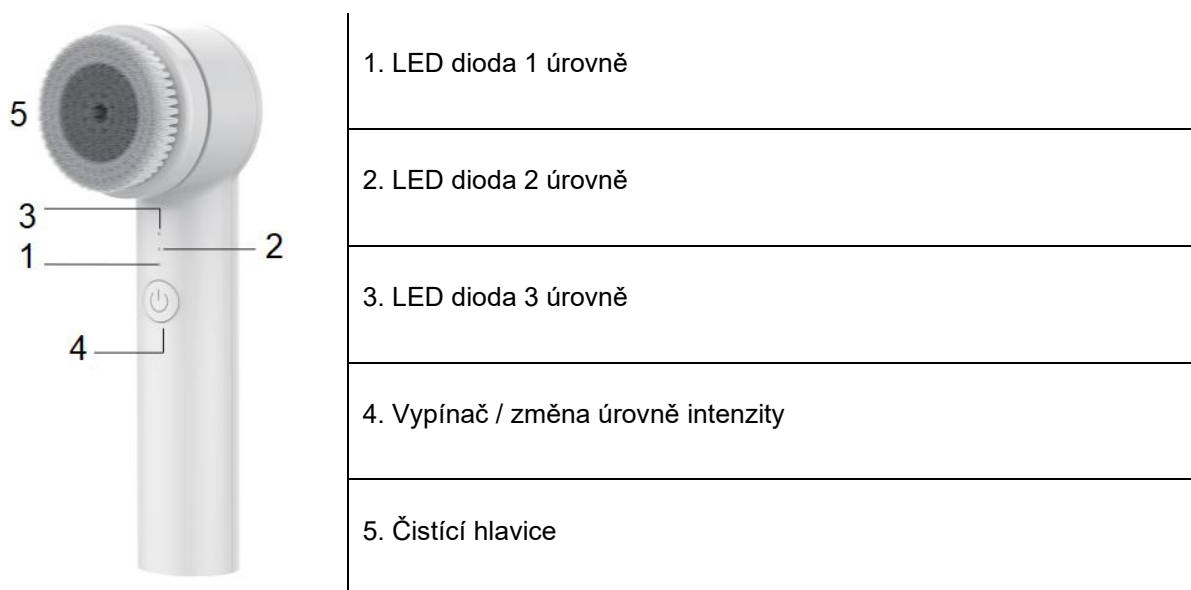 5
3
1
2
4
1. LED dioda 1 úrovně
2. LED dioda 2 úrovně
3. LED dioda 3 úrovně
4. Vypínač / změna úrovně intenzity
5. Čistící hlavice